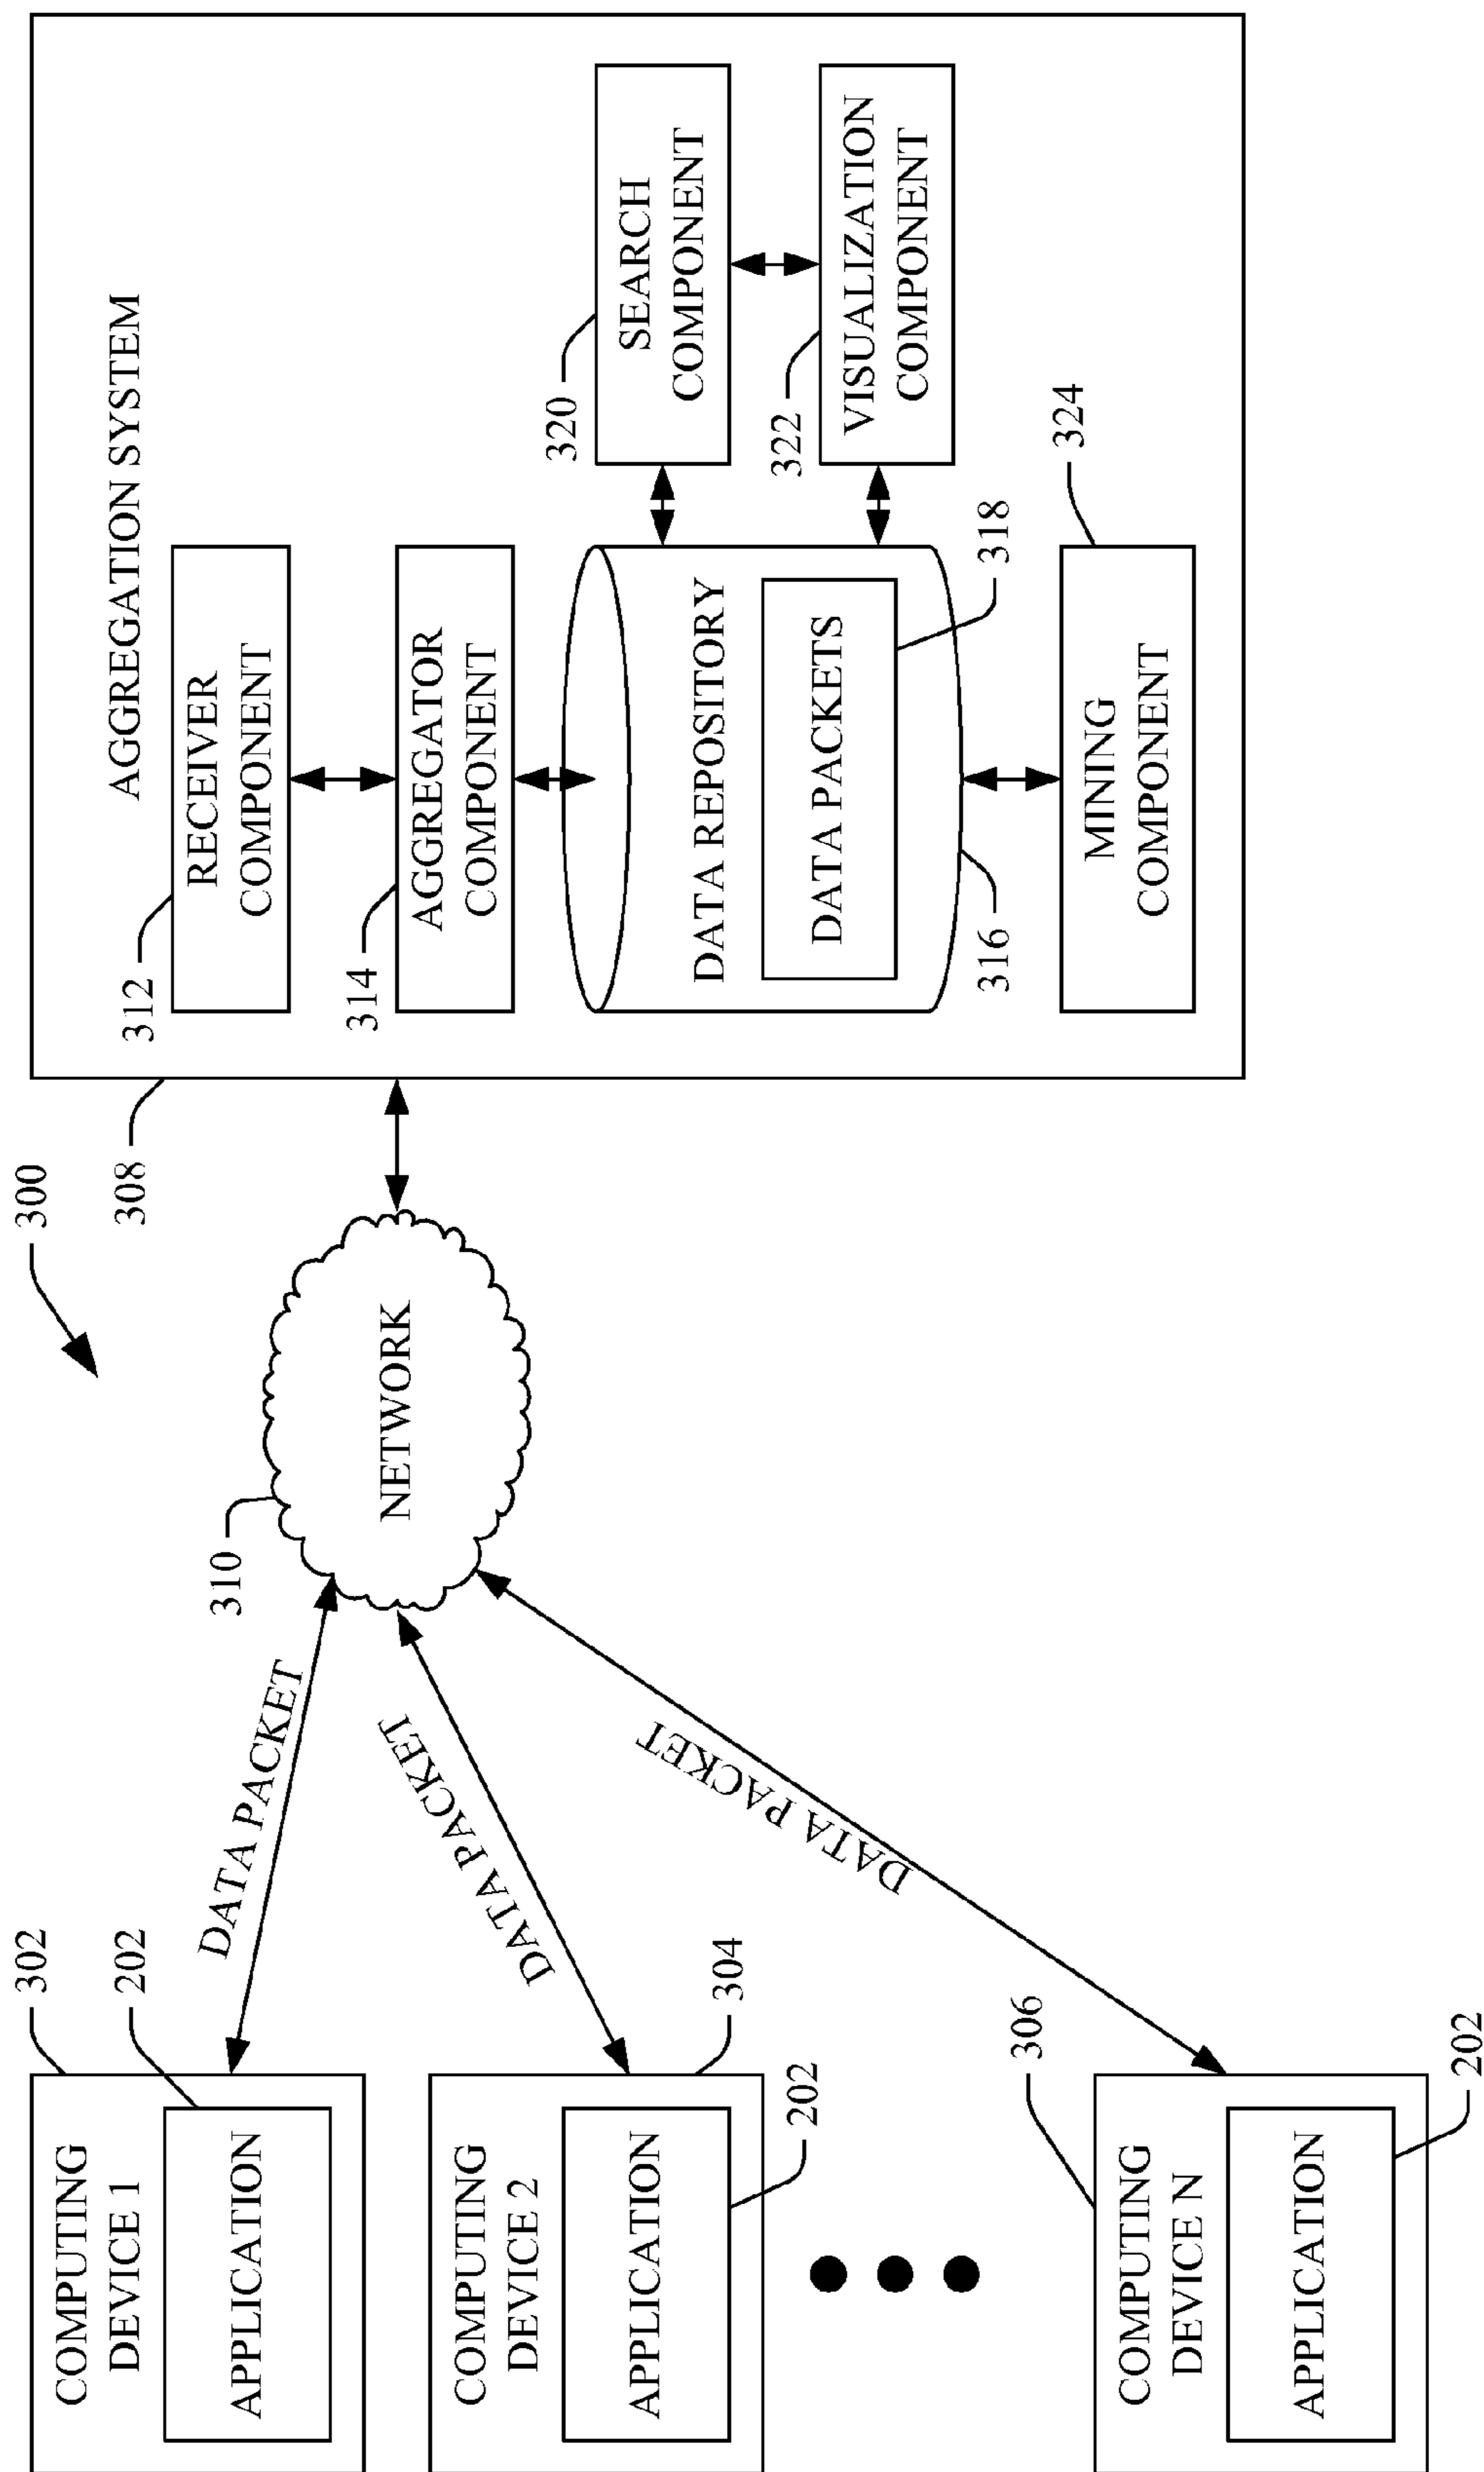 300
302
COMPUTING
DEVICE 1
202
APPLICATION
DATA PACKET
COMPUTING
DEVICE 2
304
APPLICATION
202
DATA PACKET
306
COMPUTING
DEVICE N
APPLICATION
202
DATA PACKET
310
NETWORK
308
AGGREGATION SYSTEM
312
RECEIVER
COMPONENT
314
AGGREGATOR
COMPONENT
DATA REPOSITORY
DATA PACKETS
316
318
320
SEARCH
COMPONENT
322
VISUALIZATION
COMPONENT
324
MINING
COMPONENT